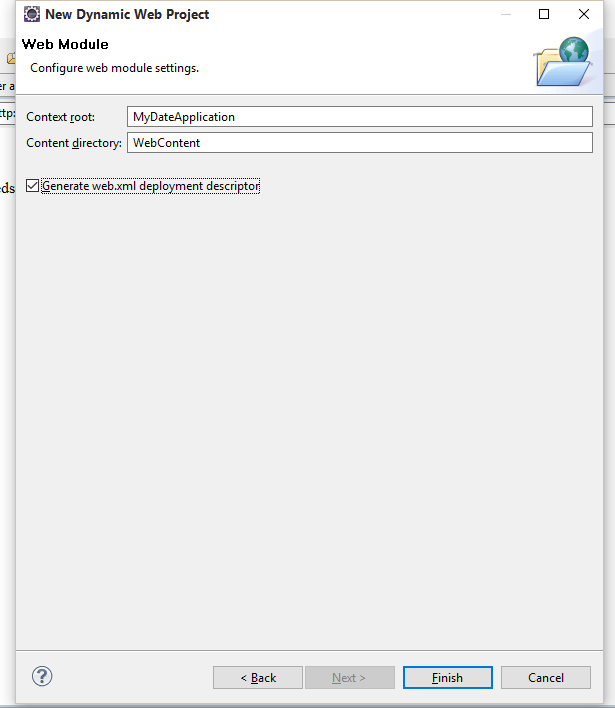 New Dynamic Web Project
Web Module
Configure web module settings.
Context root: MyDateApplication
Content directory: WebContent
Generate web.xml deployment descriptor
? < Back Next > Finish Cancel